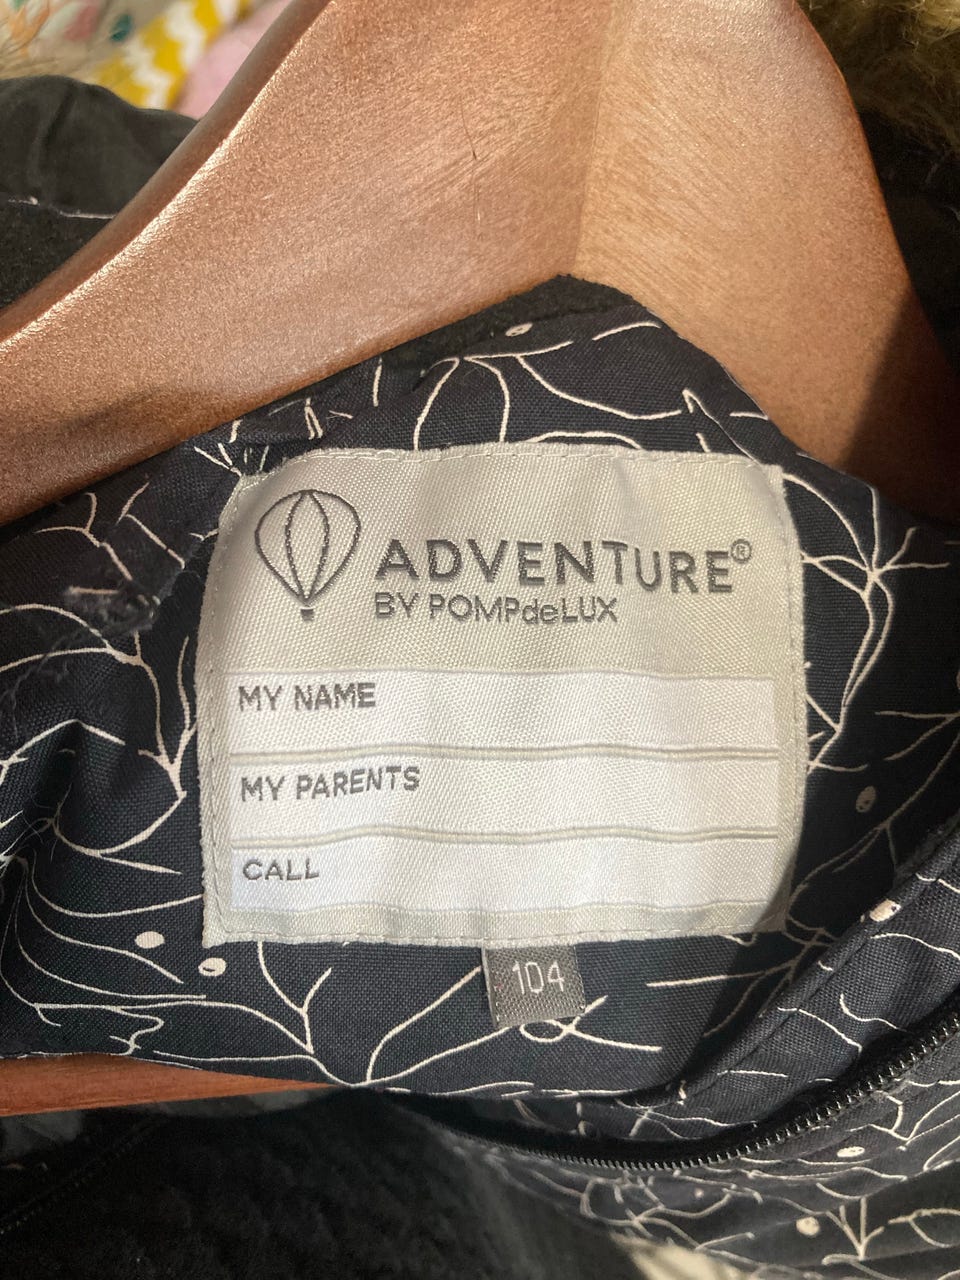 ADVENTURE®
BY POMPdeLUX
MY NAME
MY PARENTS
CALL
104